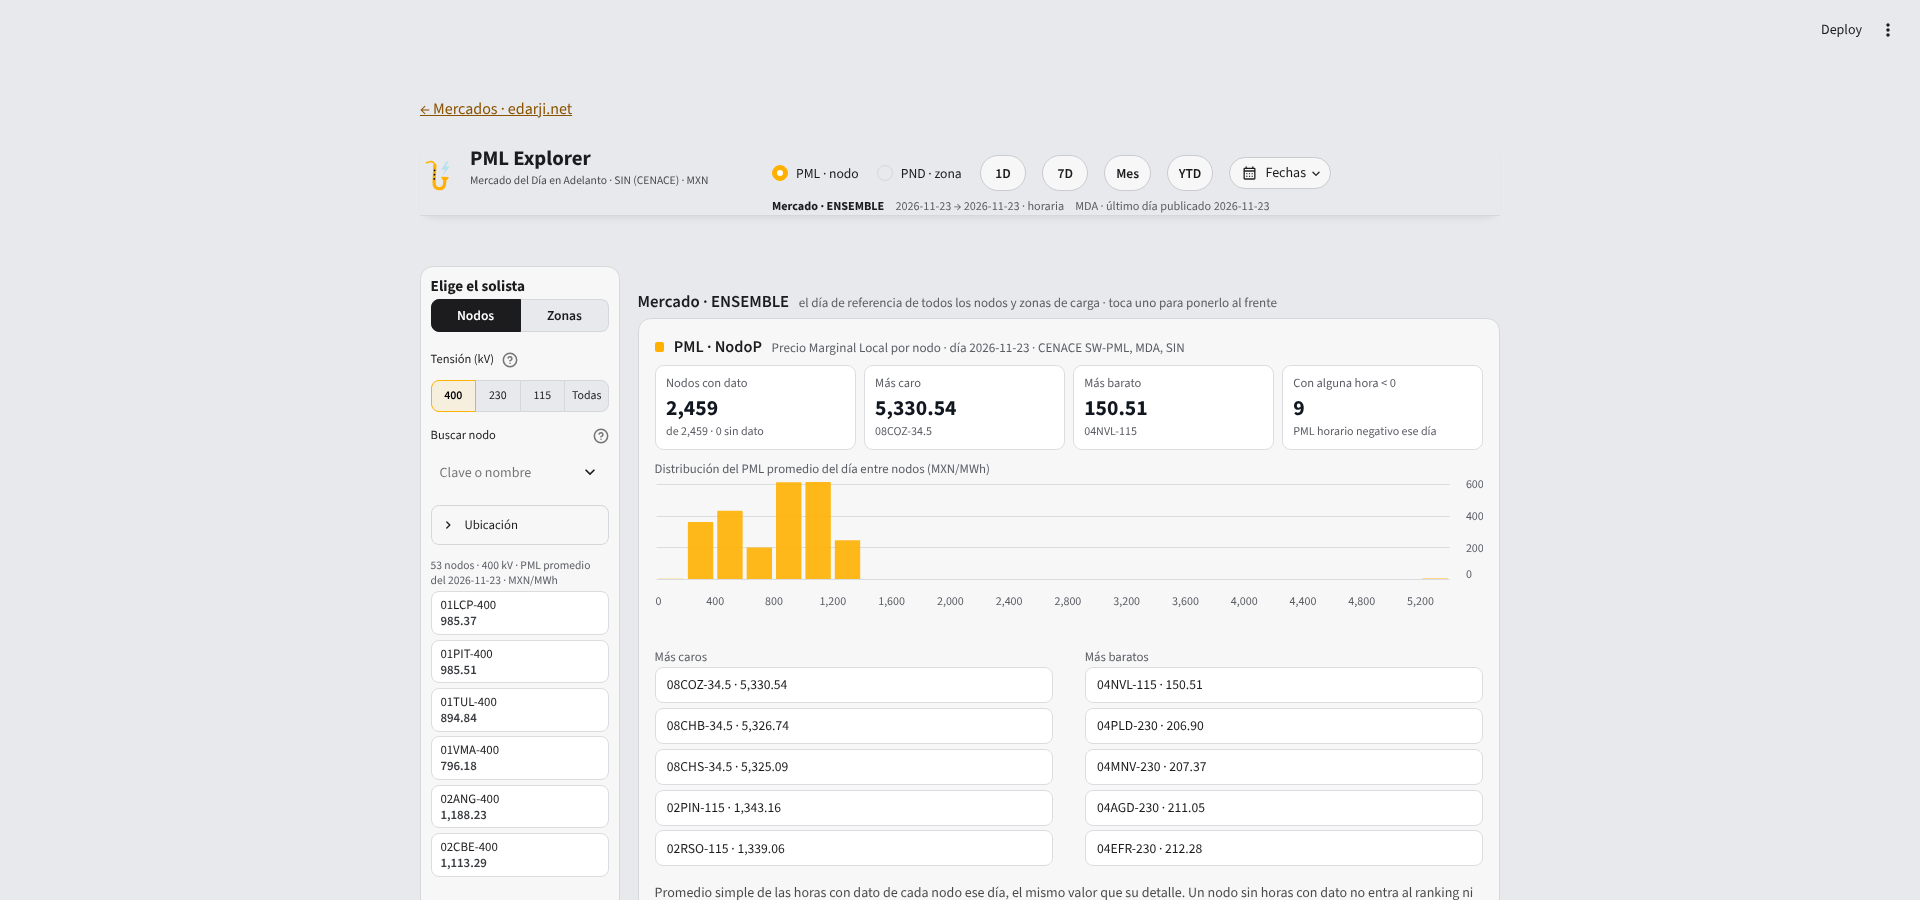 Deploy
← Mercados · edarji.net
PML Explorer
Mercado del Día en Adelanto · SIN (CENACE) · MXN
PML · nodo
PND · zona
1D
7D
Mes
YTD
Fechas
Mercado · ENSEMBLE 2026-11-23 → 2026-11-23 · horaria MDA · último día publicado 2026-11-23
Elige el solista
Nodos
Zonas
Tensión (kV)
400
230
115
Todas
Buscar nodo
Clave o nombre
Ubicación
53 nodos · 400 kV · PML promedio
del 2026-11-23 · MXN/MWh
01LCP-400
985.37
01PIT-400
985.51
01TUL-400
894.84
01VMA-400
796.18
02ANG-400
1,188.23
02CBE-400
1,113.29
Mercado · ENSEMBLE el día de referencia de todos los nodos y zonas de carga · toca uno para ponerlo al frente
PML · NodoP Precio Marginal Local por nodo · día 2026-11-23 · CENACE SW-PML, MDA, SIN
Nodos con dato
2,459
de 2,459 · 0 sin dato
Más caro
5,330.54
08COZ-34.5
Más barato
150.51
04NVL-115
Con alguna hora < 0
9
PML horario negativo ese día
Distribución del PML promedio del día entre nodos (MXN/MWh)
600
400
200
0
0 400 800 1,200 1,600 2,000 2,400 2,800 3,200 3,600 4,000 4,400 4,800 5,200
Más caros
08COZ-34.5 · 5,330.54
08CHB-34.5 · 5,326.74
08CHS-34.5 · 5,325.09
02PIN-115 · 1,343.16
02RSO-115 · 1,339.06
Más baratos
04NVL-115 · 150.51
04PLD-230 · 206.90
04MNV-230 · 207.37
04AGD-230 · 211.05
04EFR-230 · 212.28
Promedio simple de las horas con dato de cada nodo ese día, el mismo valor que su detalle. Un nodo sin horas con dato no entra al ranking ni